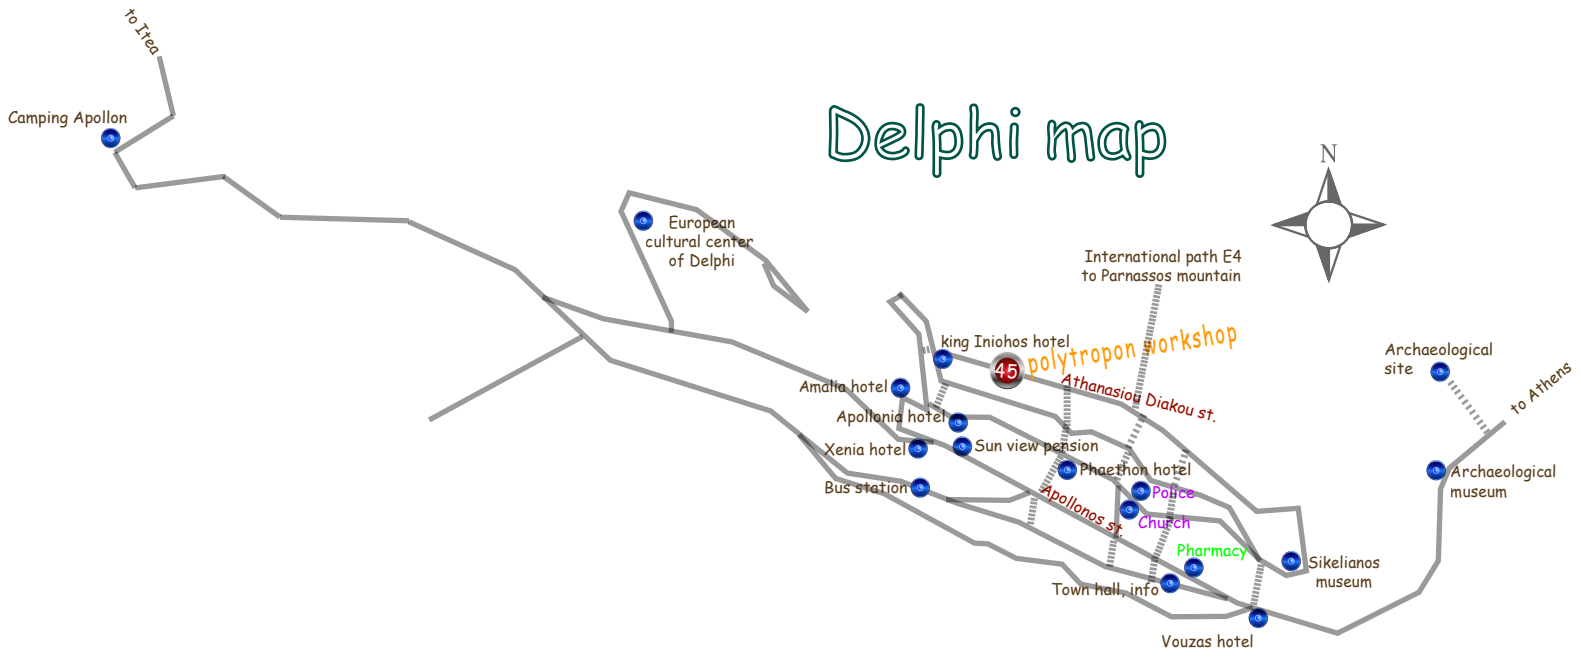 to Itea
Camping Apollon
Delphi map
N
European
cultural center
of Delphi
International path E4
to Parnassos mountain
king Iniohos hotel
45
polytropon workshop
Athanasiou Diakou st.
Archaeological
site
to Athens
Amalia hotel
Apollonia hotel
Xenia hotel
Sun view pension
Phaethon hotel
Bus station
Apollonos st.
Police
Church
Archaeological
museum
Pharmacy
Sikelianos
museum
Town hall, info
Vouzas hotel